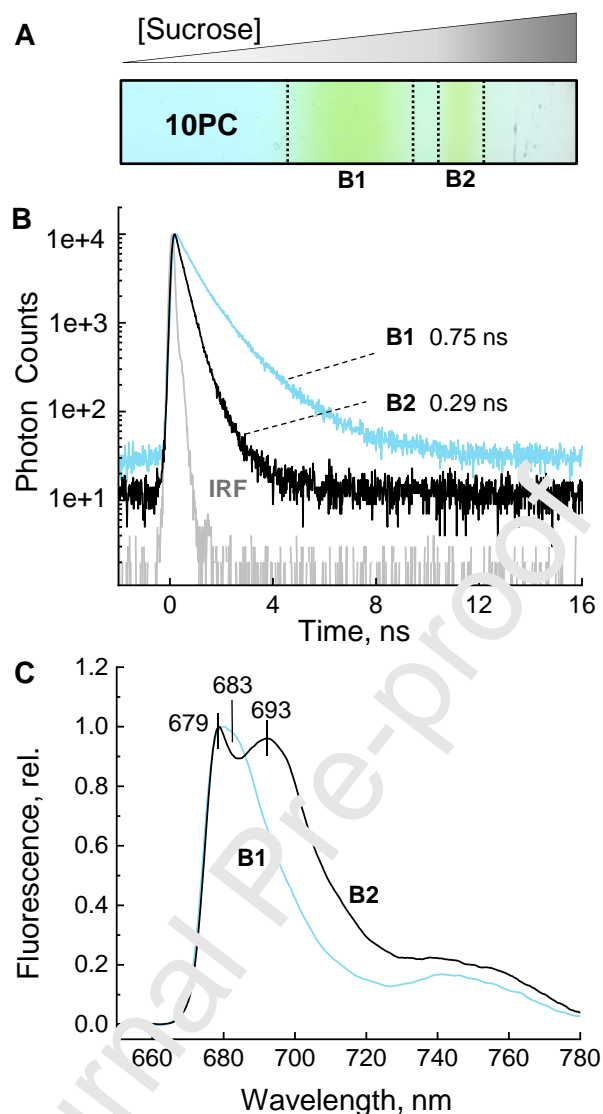 A
[Sucrose]
10PC
B1
B2
B
1e+4
1e+3
1e+2
1e+1
Photon Counts
B1 0.75 ns
B2 0.29 ns
IRF
0 4 8 12 16
Time, ns
C
1.2
1.0
0.8
0.6
0.4
0.2
0.0
Fluorescence, rel.
683
679
693
B1
B2
660 680 700 720 740 760 780
Wavelength, nm
urnal Pre-proof